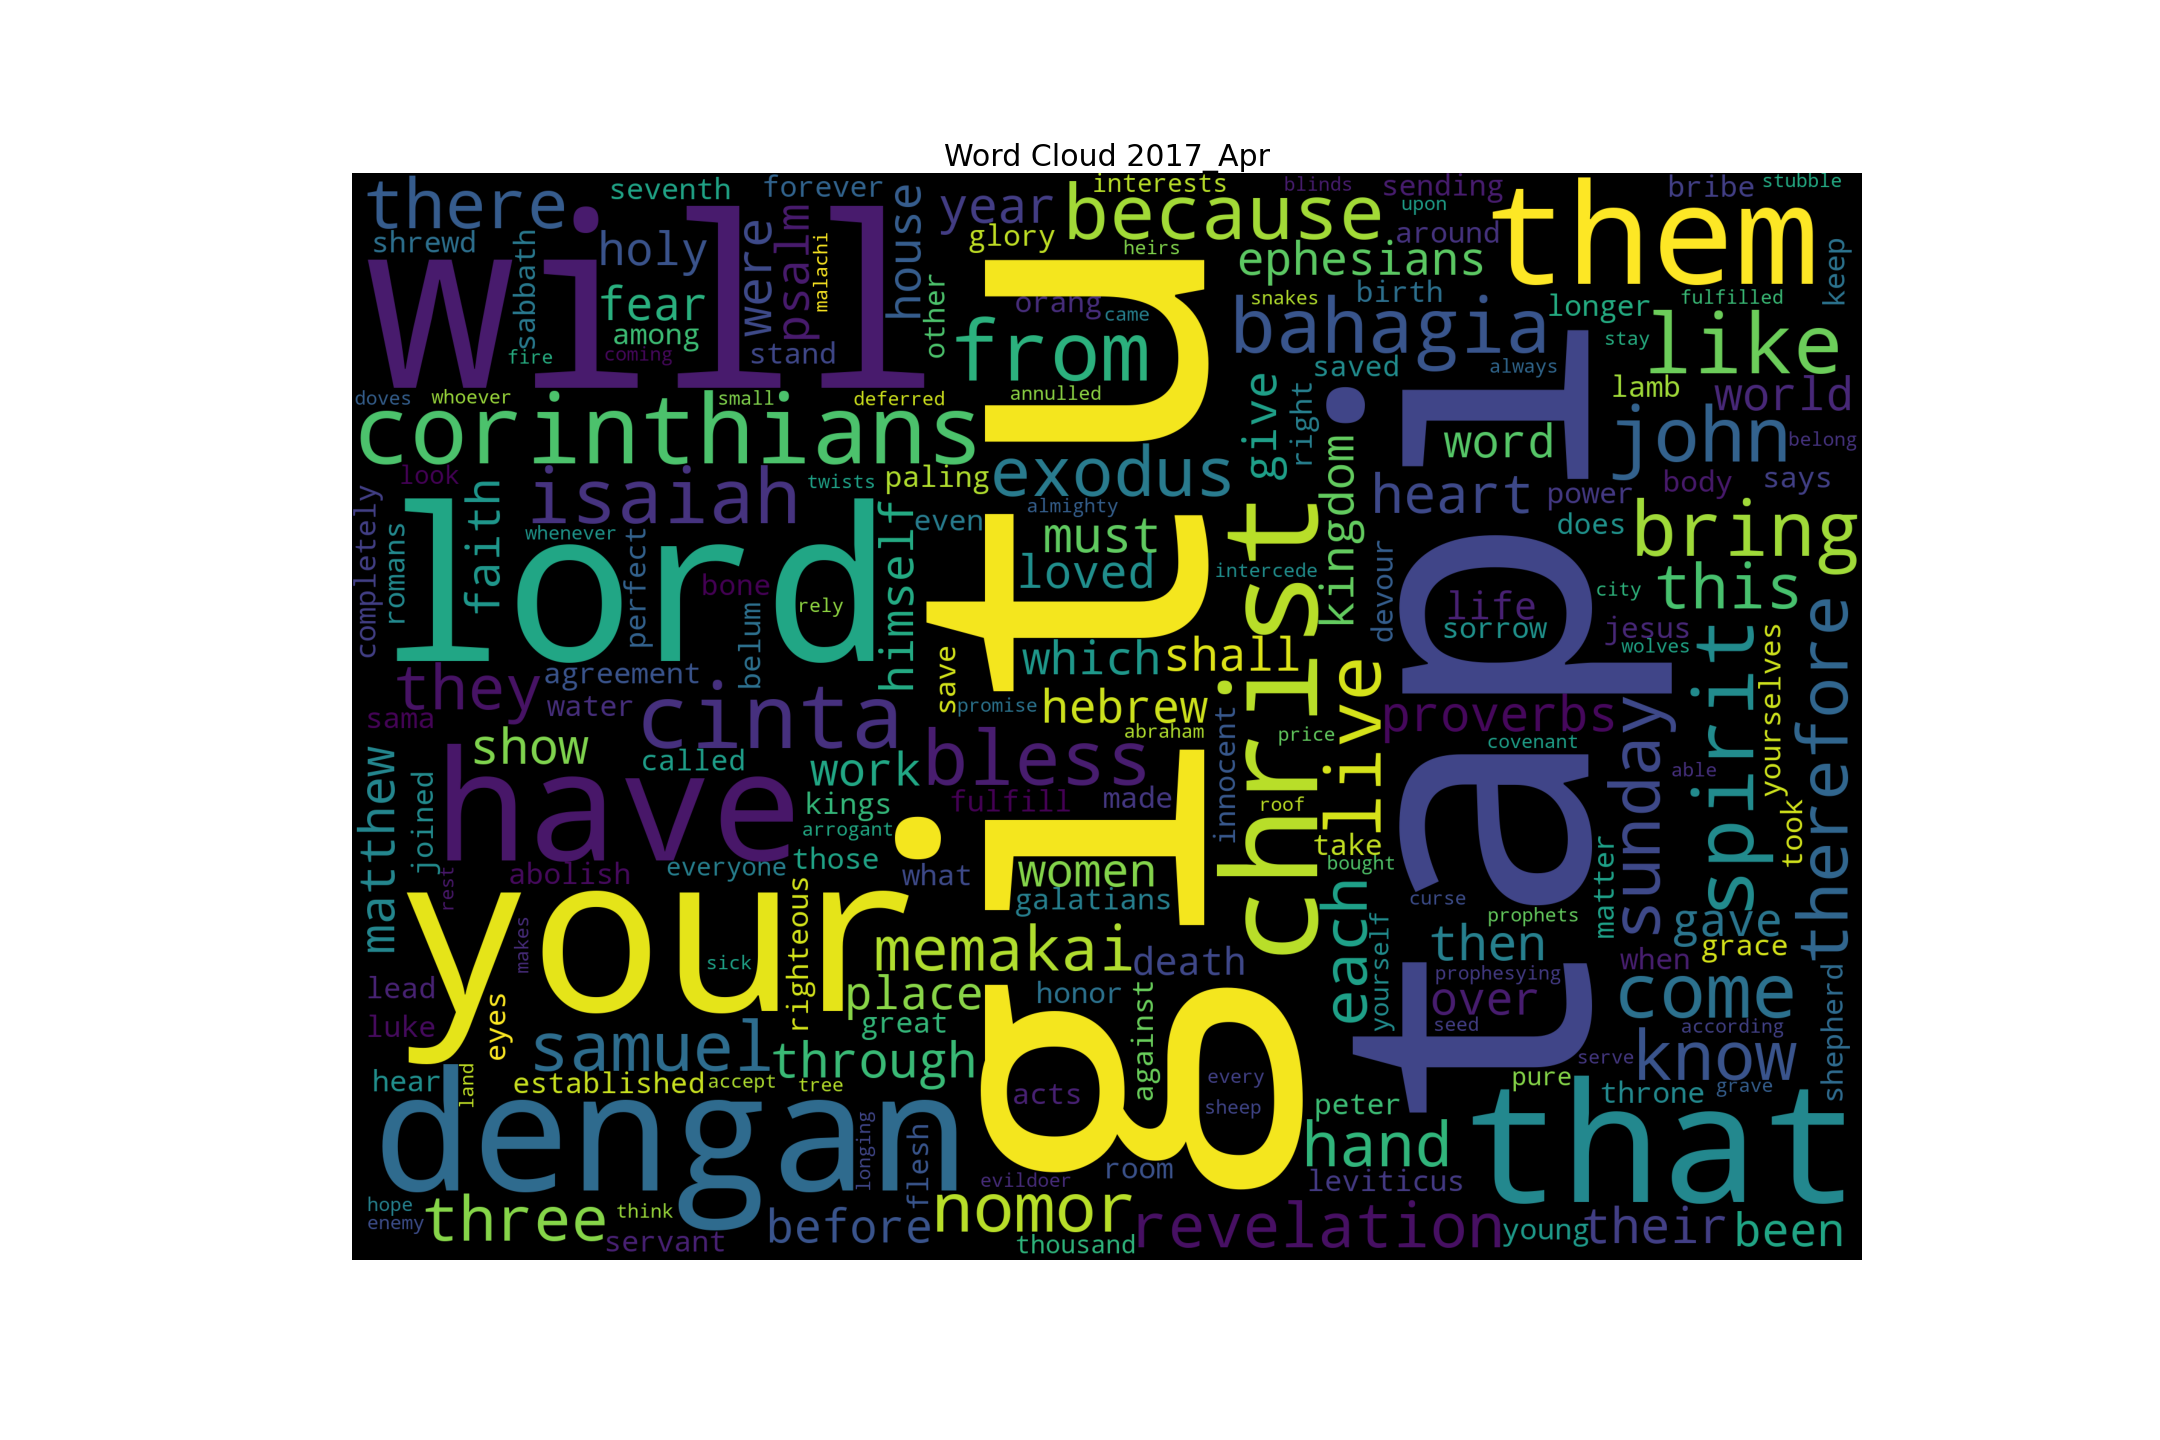 Word Cloud 2017_Apr
there
seventh
forever
house
year
interests
blinds
sending
bribe
stubble
shrewd
holy
were
psalm
malachi
glory
because
upon
around
them
will
sabbath
fear
among
fire
coming
stand
other
orang
came
heirs
ephesians
birth
snakes
longer
fulfilled
keep
from
bahagia
saved
always
stay
like
doves
whoever
small
deferred
annulled
corinthians
give
right
lamb
world
word
john
belong
look
isaiah
twists
paling
exodus
heart
power
body
says
completely
romans
faith
whenever
even
almighty
does
bring
lord
perfect
bone
rely
himself
must
loved
intercede
kingdom
devour
life
sorrow
city
this
jesus
wolves
belum
gitu
which
shall
christ
tapi
spirit
therefore
they
agreement
water
sama
cinta
save
promise
hebrew
abraham
price
live
proverbs
covenant
sunday
yourselves
show
called
bless
innocent
able
matthew
joined
have
work
kings
arrogant
fulfill
made
roof
take
bought
took
abolish
rest
everyone
those
what
women
galatians
each
curse
prophets
matter
gave
grace
your
makes
sick
righteous
memakai
death
yourself
then
prophesying
when
lead
luke
eyes
place
great
honor
against
over
seed
come
according
shepherd
samuel
through
know
hear
land
established
accept
tree
acts
every
sheep
peter
pure
serve
throne
grave
dengan
longing
flesh
evildoer
room
hand
leviticus
that
hope
enemy
three
think
servant
before
nomor
thousand
revelation
young
their
been